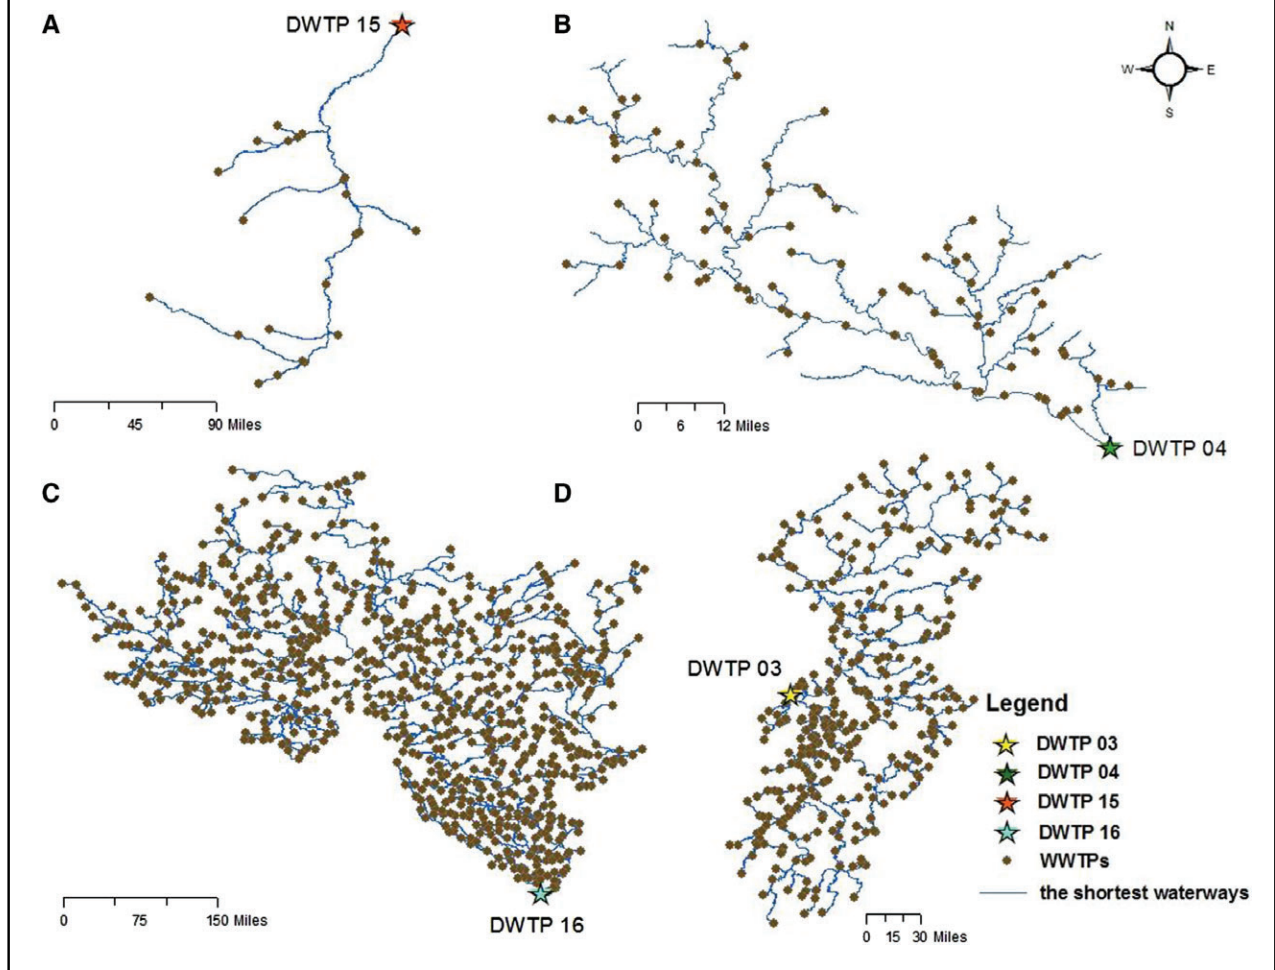 A
DWTP 15
B
N
W
E
S
0 45 90 Miles
0 6 12 Miles
DWTP 04
C
D
DWTP 03
Legend
DWTP 03
DWTP 04
DWTP 15
DWTP 16
WWTPs
the shortest waterways
0 75 150 Miles
DWTP 16
0 15 30 Miles